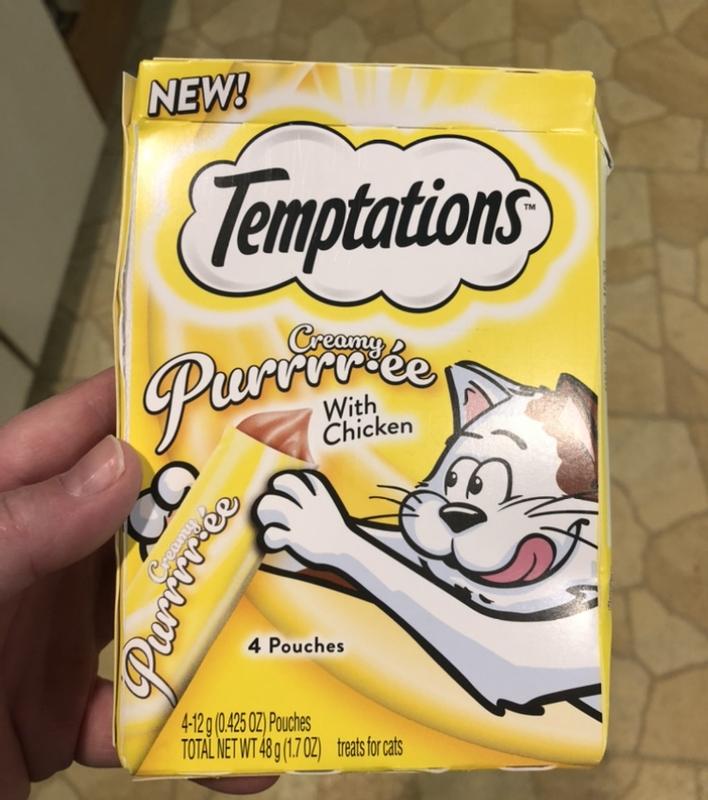 NEW!
Temptations™
Creamy
Purrrr·ée
With
Chicken
Creamy
Purrrr·ée
4 Pouches
4-12 g (0.425 OZ) Pouches
TOTAL NET WT 48 g (1.7 OZ) treats for cats